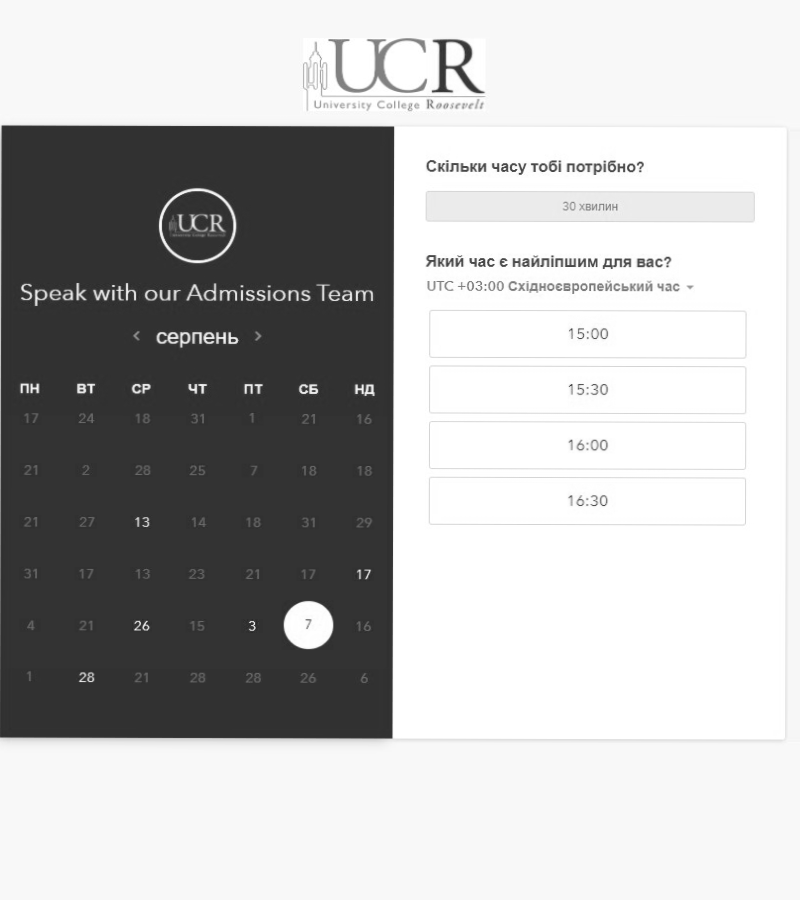 UCR
University College Roosevelt
UCR
Speak with our Admissions Team
серпень
ПН ВТ СР ЧТ ПТ СБ НД
17 24 18 31 1 21 16
21 2 28 25 7 18 18
21 27 13 14 18 31 29
31 17 13 23 21 17 17
4 21 26 15 3 7 16
1 28 21 28 28 26 6
Скільки часу тобі потрібно?
30 хвилин
Який час є найліпшим для вас?
UTC +03:00 Східноєвропейський час
15:00
15:30
16:00
16:30